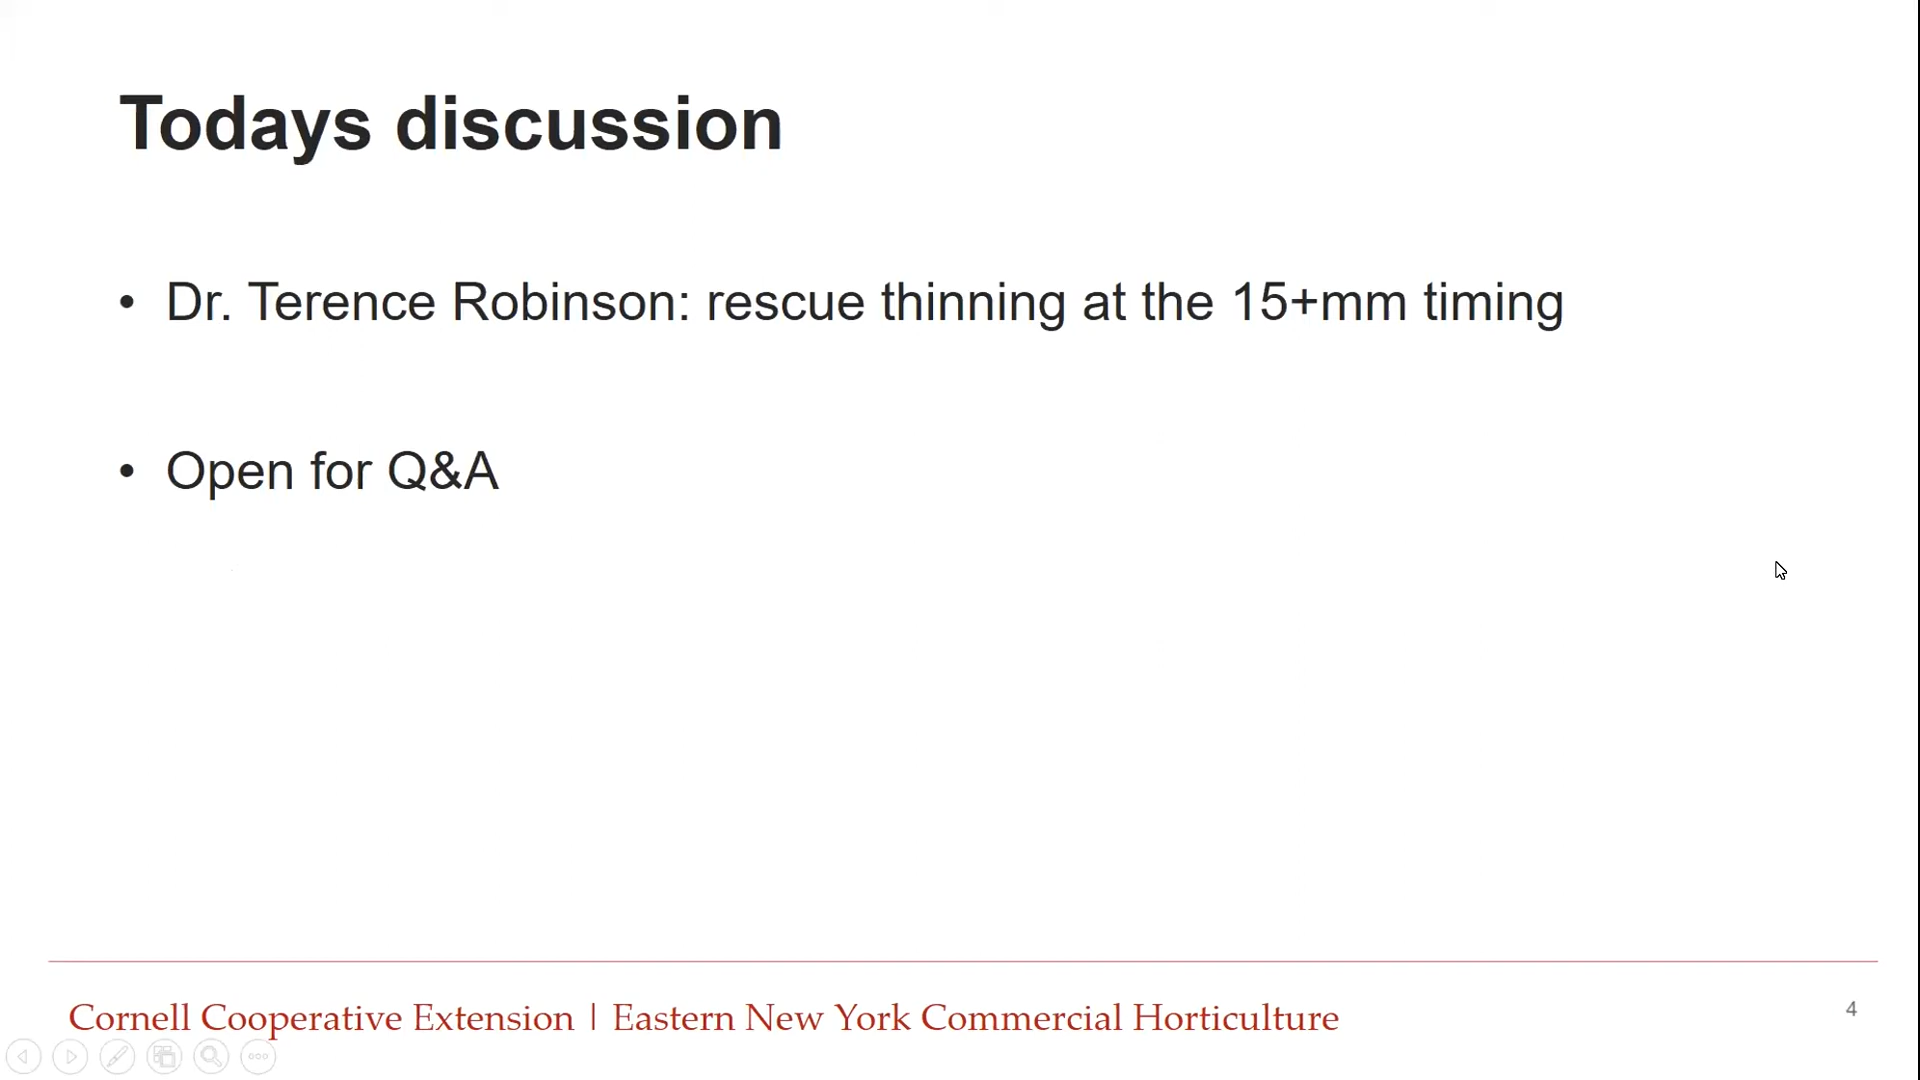 Todays discussion
• Dr. Terence Robinson: rescue thinning at the 15+mm timing
• Open for Q&A
Cornell Cooperative Extension | Eastern New York Commercial Horticulture
4